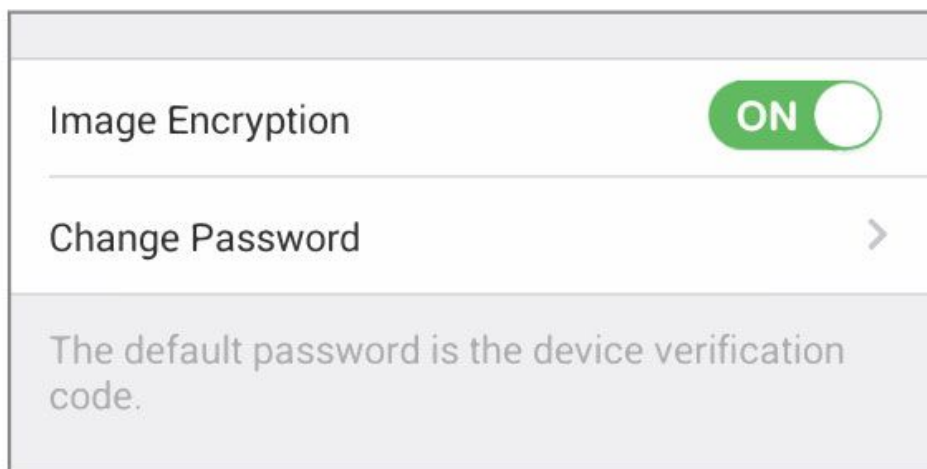 Image Encryption
ON
Change Password
The default password is the device verification
code.